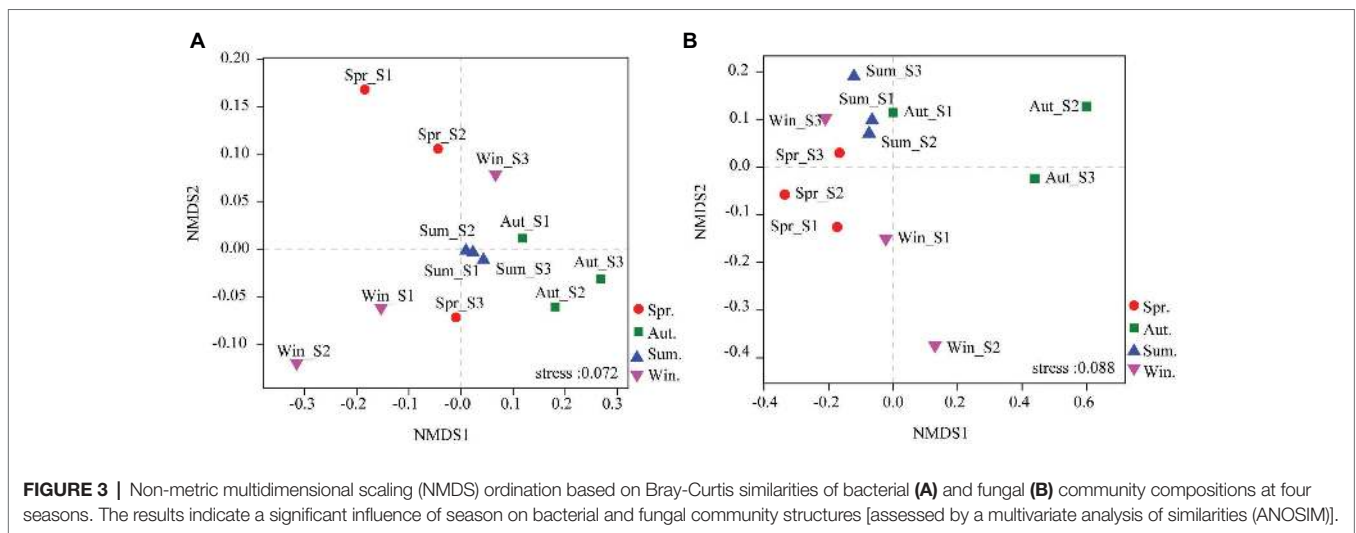 A
0.20
0.15
0.10
0.05
0.00
-0.05
-0.10
NMDS2
Spr_S1
Spr_S2
Win_S3
Sum_S2
Aut_S1
Sum_S1
Sum_S3
Aut_S3
Win_S1
Spr_S3
Aut_S2
Win_S2
Spr.
Aut.
Sum.
Win.
stress :0.072
-0.3
-0.2
-0.1
-0.0
0.1
0.2
0.3
NMDS1
B
0.2
0.1
0.0
-0.1
-0.2
-0.3
-0.4
NMDS2
Sum_S3
Sum_S1
Aut_S1
Aut_S2
Win_S3
Sum_S2
Spr_S3
Aut_S3
Spr_S2
Spr_S1
Win_S1
Win_S2
Spr.
Aut.
Sum.
Win.
stress :0.088
-0.4
-0.2
0.0
0.2
0.4
0.6
NMDS1
FIGURE 3 | Non-metric multidimensional scaling (NMDS) ordination based on Bray-Curtis similarities of bacterial (A) and fungal (B) community compositions at four
seasons. The results indicate a significant influence of season on bacterial and fungal community structures [assessed by a multivariate analysis of similarities (ANOSIM)].